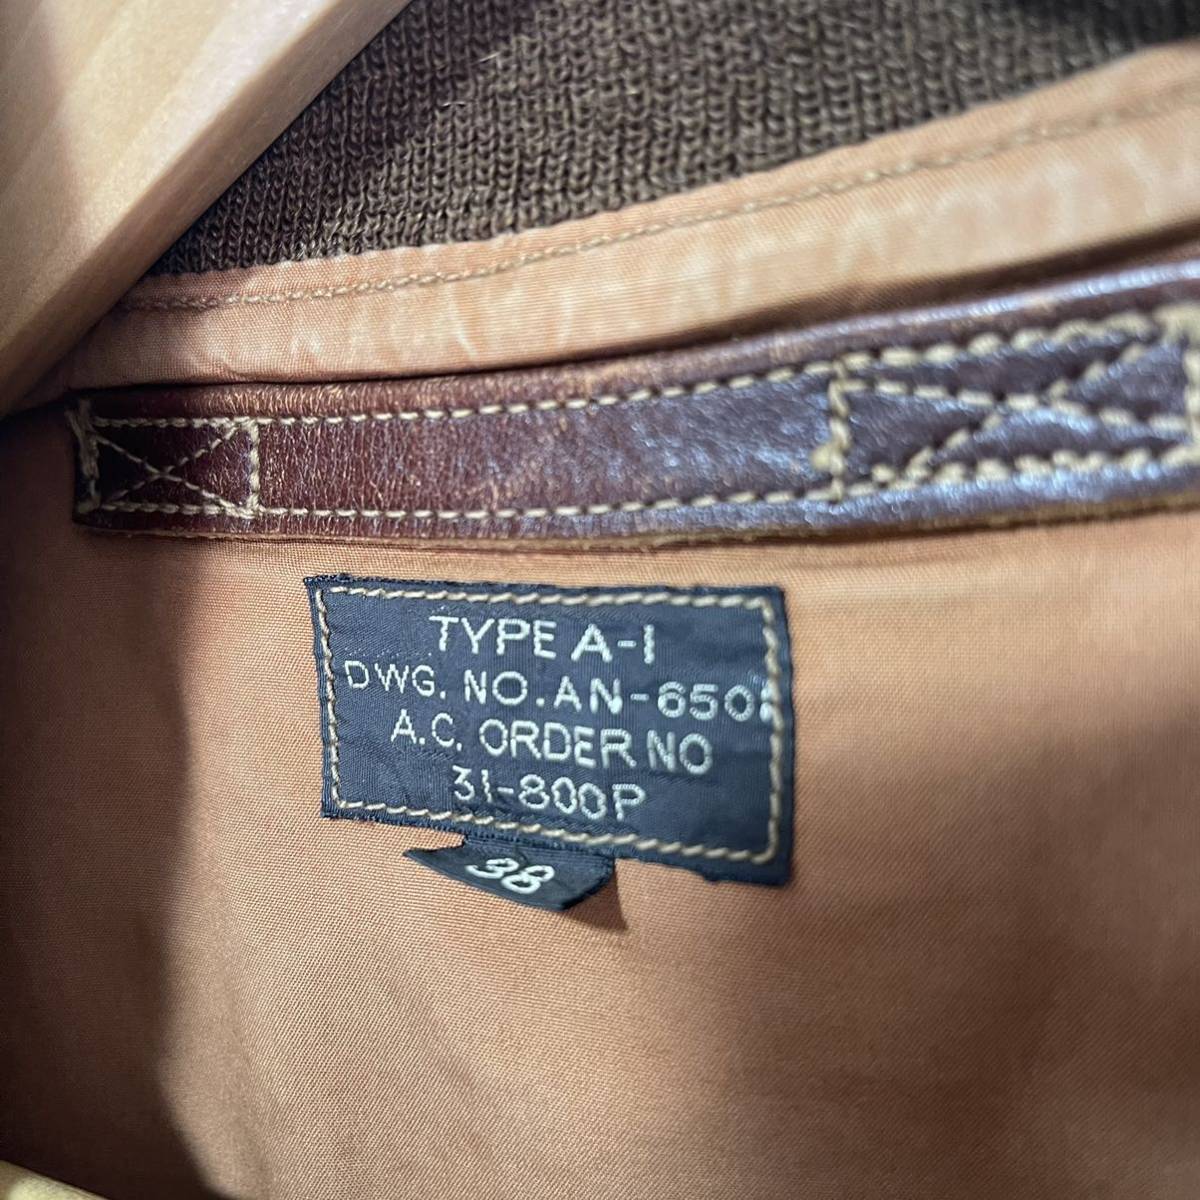 TYPE A-1
DWG. NO. AN-650
A.C. ORDER NO
31-800P
38